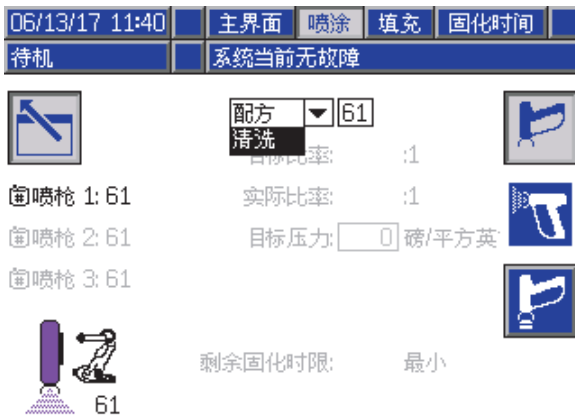 06/13/17 11:40 主界面 喷涂 填充 固化时间
待机 系统当前无故障
配方 61
清洗
目标比率: :1
喷枪 1: 61 实际比率: :1
喷枪 2: 61 目标压力: 0 磅/平方英
喷枪 3: 61
剩余固化时限: 最小
61